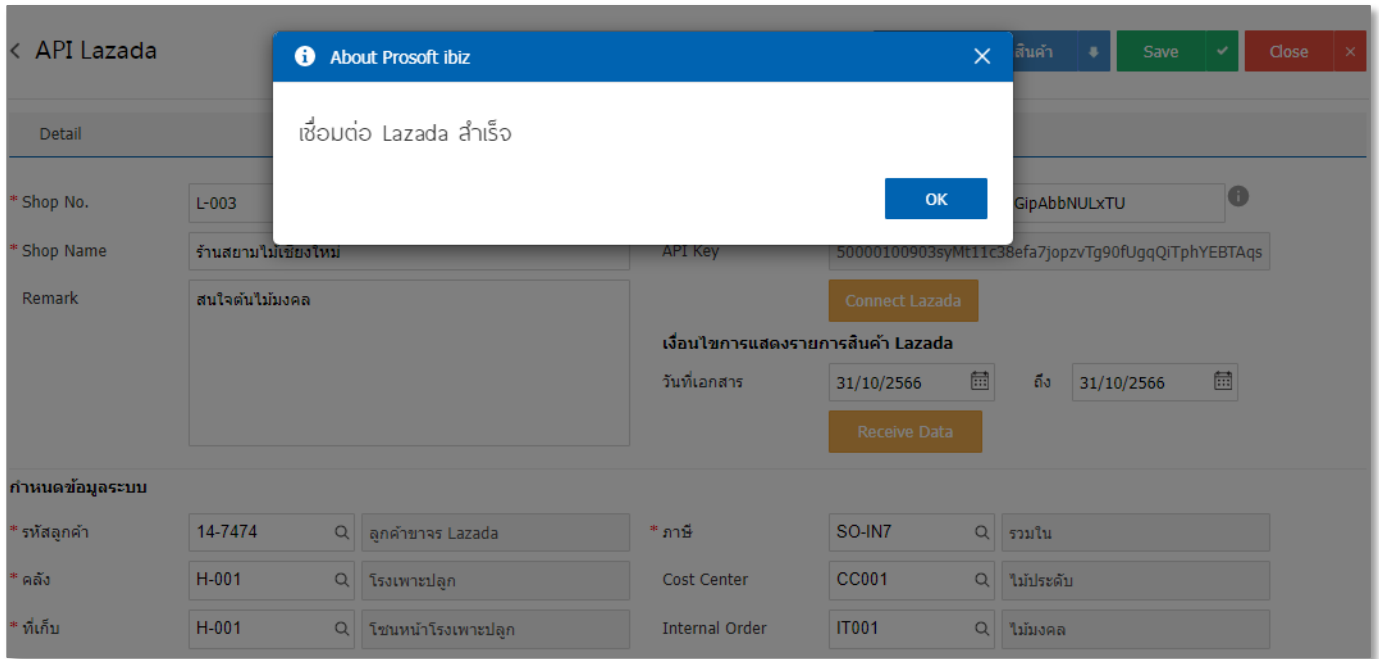 API Lazada
About Prosoft ibiz
สินค้า Save Close
เชื่อมต่อ Lazada สำเร็จ
OK
Detail
* Shop No. L-003 GipAbbNULxTU
* Shop Name ร้านสยามไม้เชียงใหม่ API Key 50000100903syMt11c38efa7jopzvTg90fUgqQiTphYEBTAqs
Remark สนใจต้นไม้มงคล Connect Lazada
เงื่อนไขการแสดงรายการสินค้า Lazada
วันที่เอกสาร 31/10/2566 ถึง 31/10/2566
Receive Data
กำหนดข้อมูลระบบ
* รหัสลูกค้า 14-7474 ลูกค้าขาจร Lazada * ภาษี SO-IN7 รวมใน
* คลัง H-001 โรงเพาะปลูก Cost Center CC001 ไม้ประดับ
* ที่เก็บ H-001 โซนหน้าโรงเพาะปลูก Internal Order IT001 ไม้มงคล